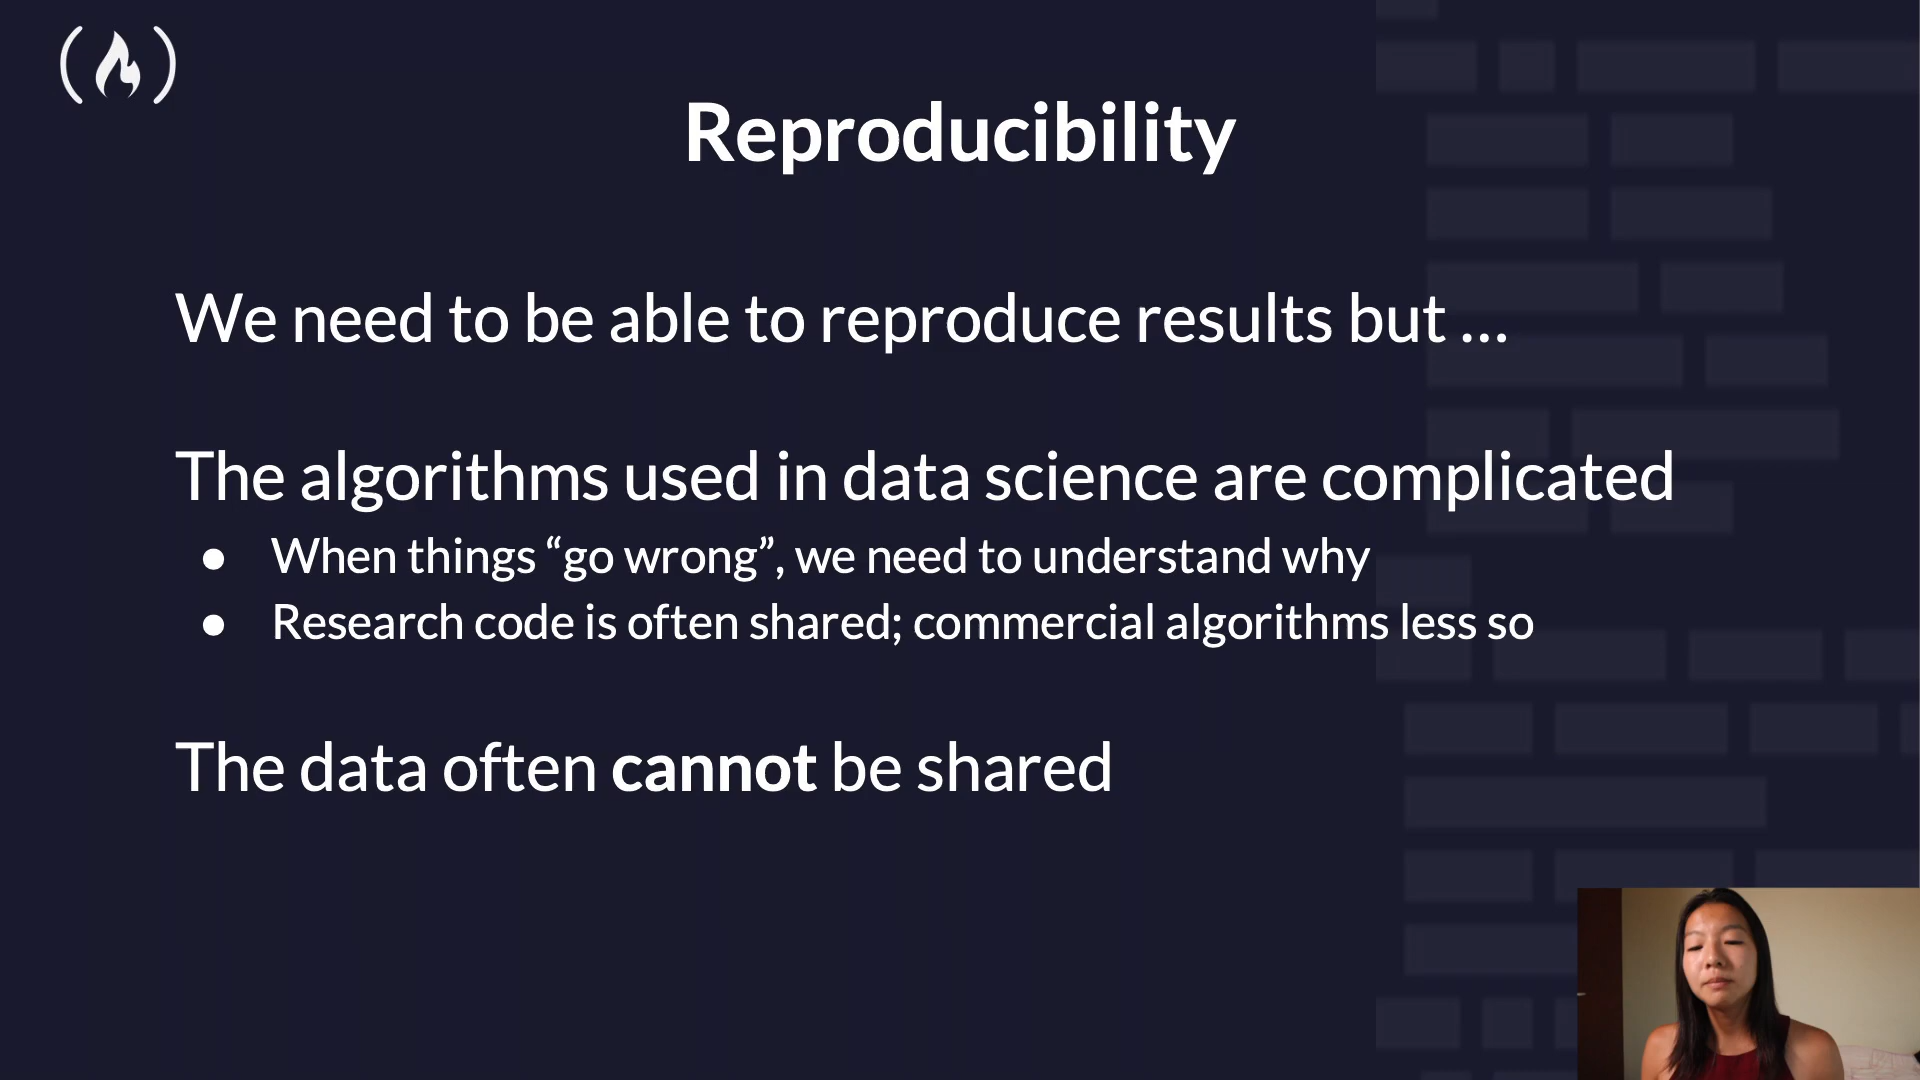 Reproducibility
We need to be able to reproduce results but ...
The algorithms used in data science are complicated
● When things “go wrong”, we need to understand why
● Research code is often shared; commercial algorithms less so
The data often cannot be shared